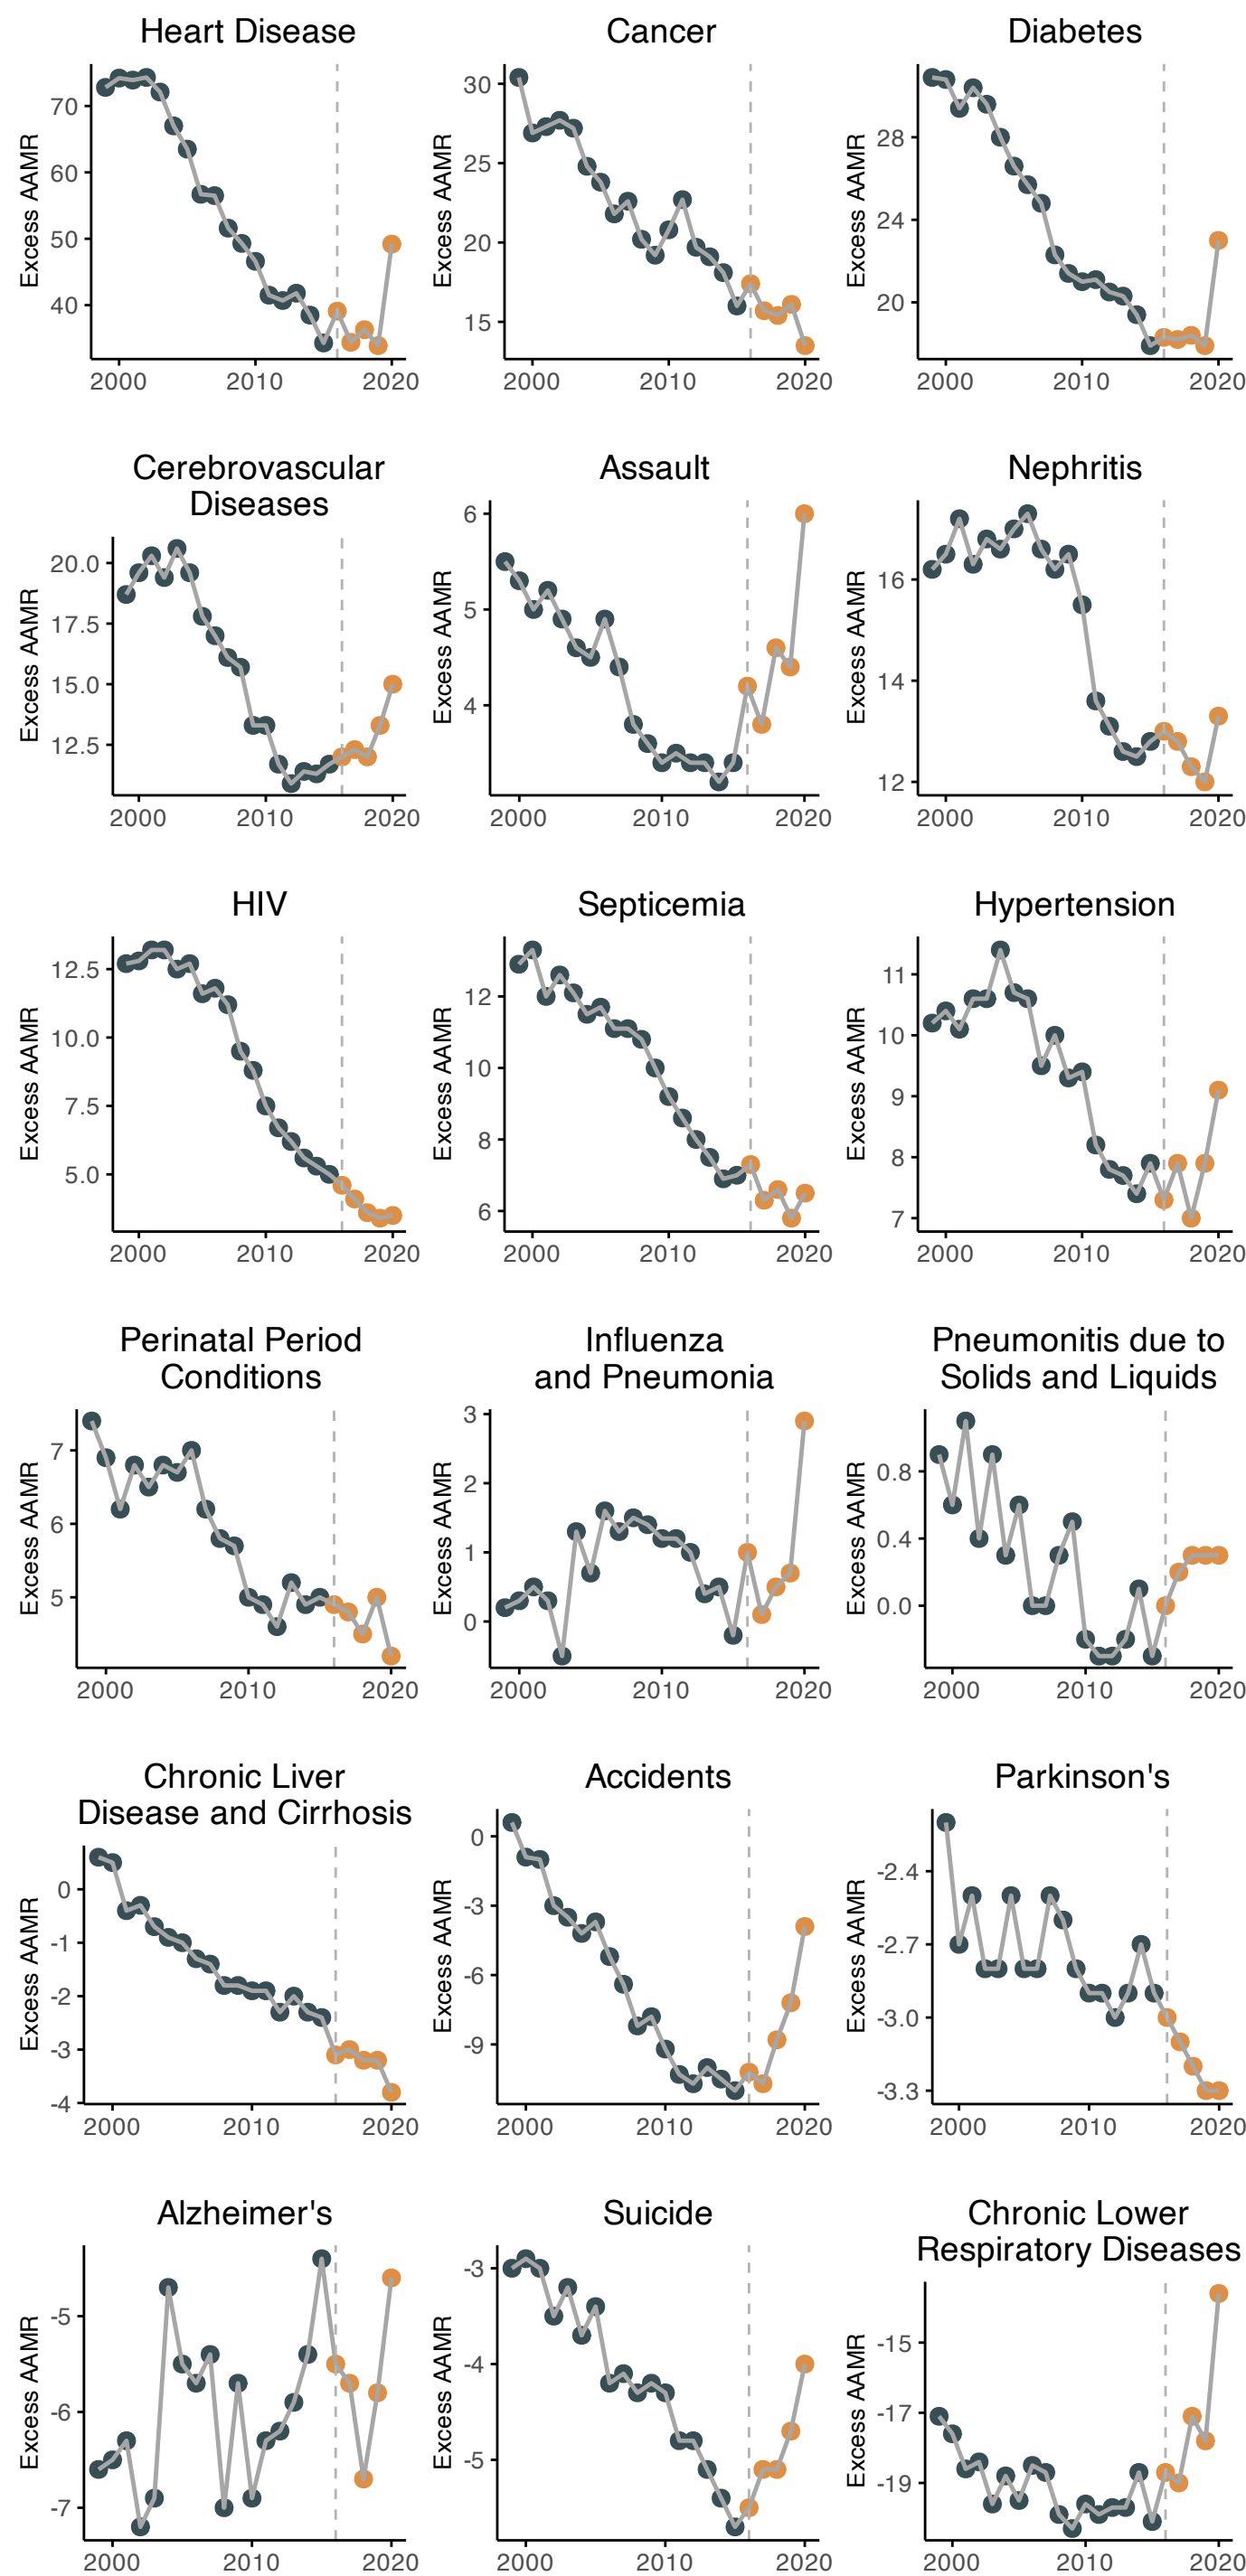 Heart Disease
Cancer
Diabetes
Excess AAMR
70
60
50
40
2000
2010
2020
Excess AAMR
30
25
20
15
2000
2010
2020
Excess AAMR
28
24
20
2000
2010
2020
Cerebrovascular
Diseases
Assault
Nephritis
Excess AAMR
20.0
17.5
15.0
12.5
2000
2010
2020
Excess AAMR
6
5
4
2000
2010
2020
Excess AAMR
16
14
12
2000
2010
2020
HIV
Septicemia
Hypertension
Excess AAMR
12.5
10.0
7.5
5.0
2000
2010
2020
Excess AAMR
12
10
8
6
2000
2010
2020
Excess AAMR
11
10
9
8
7
2000
2010
2020
Perinatal Period
Conditions
Influenza
and Pneumonia
Pneumonitis due to
Solids and Liquids
Excess AAMR
7
6
5
2000
2010
2020
Excess AAMR
3
2
1
0
2000
2010
2020
Excess AAMR
0.8
0.4
0.0
2000
2010
2020
Chronic Liver
Disease and Cirrhosis
Accidents
Parkinson's
Excess AAMR
0
-1
-2
-3
-4
2000
2010
2020
Excess AAMR
0
-3
-6
-9
2000
2010
2020
Excess AAMR
-2.4
-2.7
-3.0
-3.3
2000
2010
2020
Alzheimer's
Suicide
Chronic Lower
Respiratory Diseases
Excess AAMR
-5
-6
-7
2000
2010
2020
Excess AAMR
-3
-4
-5
2000
2010
2020
Excess AAMR
-15
-17
-19
2000
2010
2020